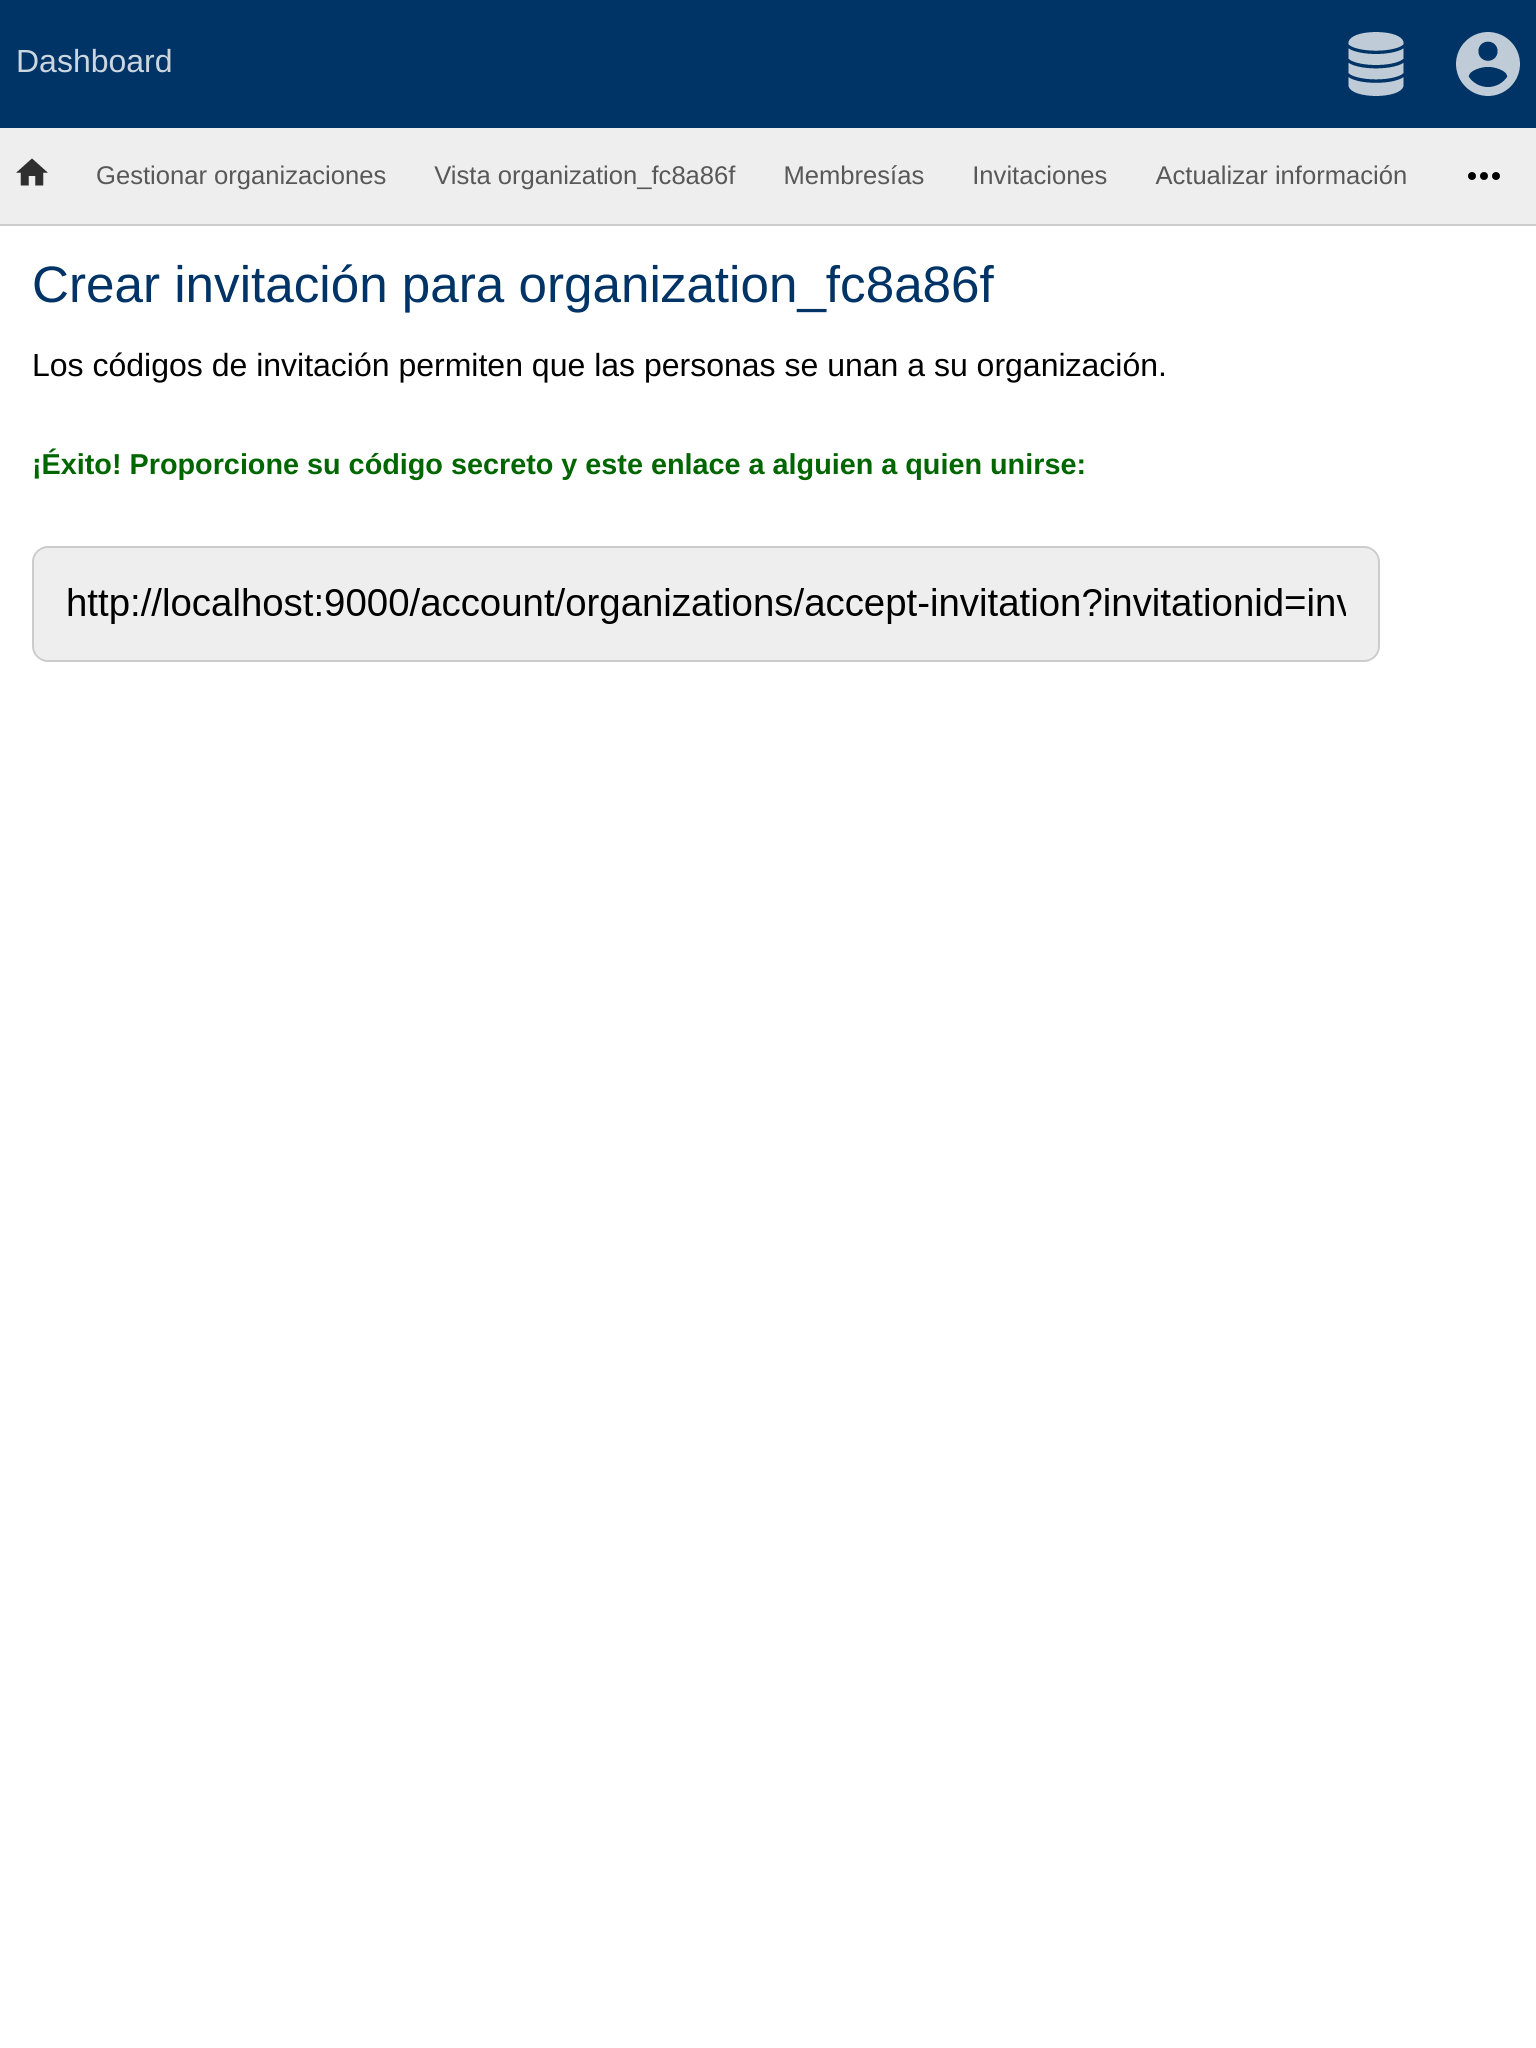 Dashboard
Gestionar organizaciones Vista organization_fc8a86f Membresías Invitaciones Actualizar información
Crear invitación para organization_fc8a86f
Los códigos de invitación permiten que las personas se unan a su organización.
¡Éxito! Proporcione su código secreto y este enlace a alguien a quien unirse:
http://localhost:9000/account/organizations/accept-invitation?invitationid=inv